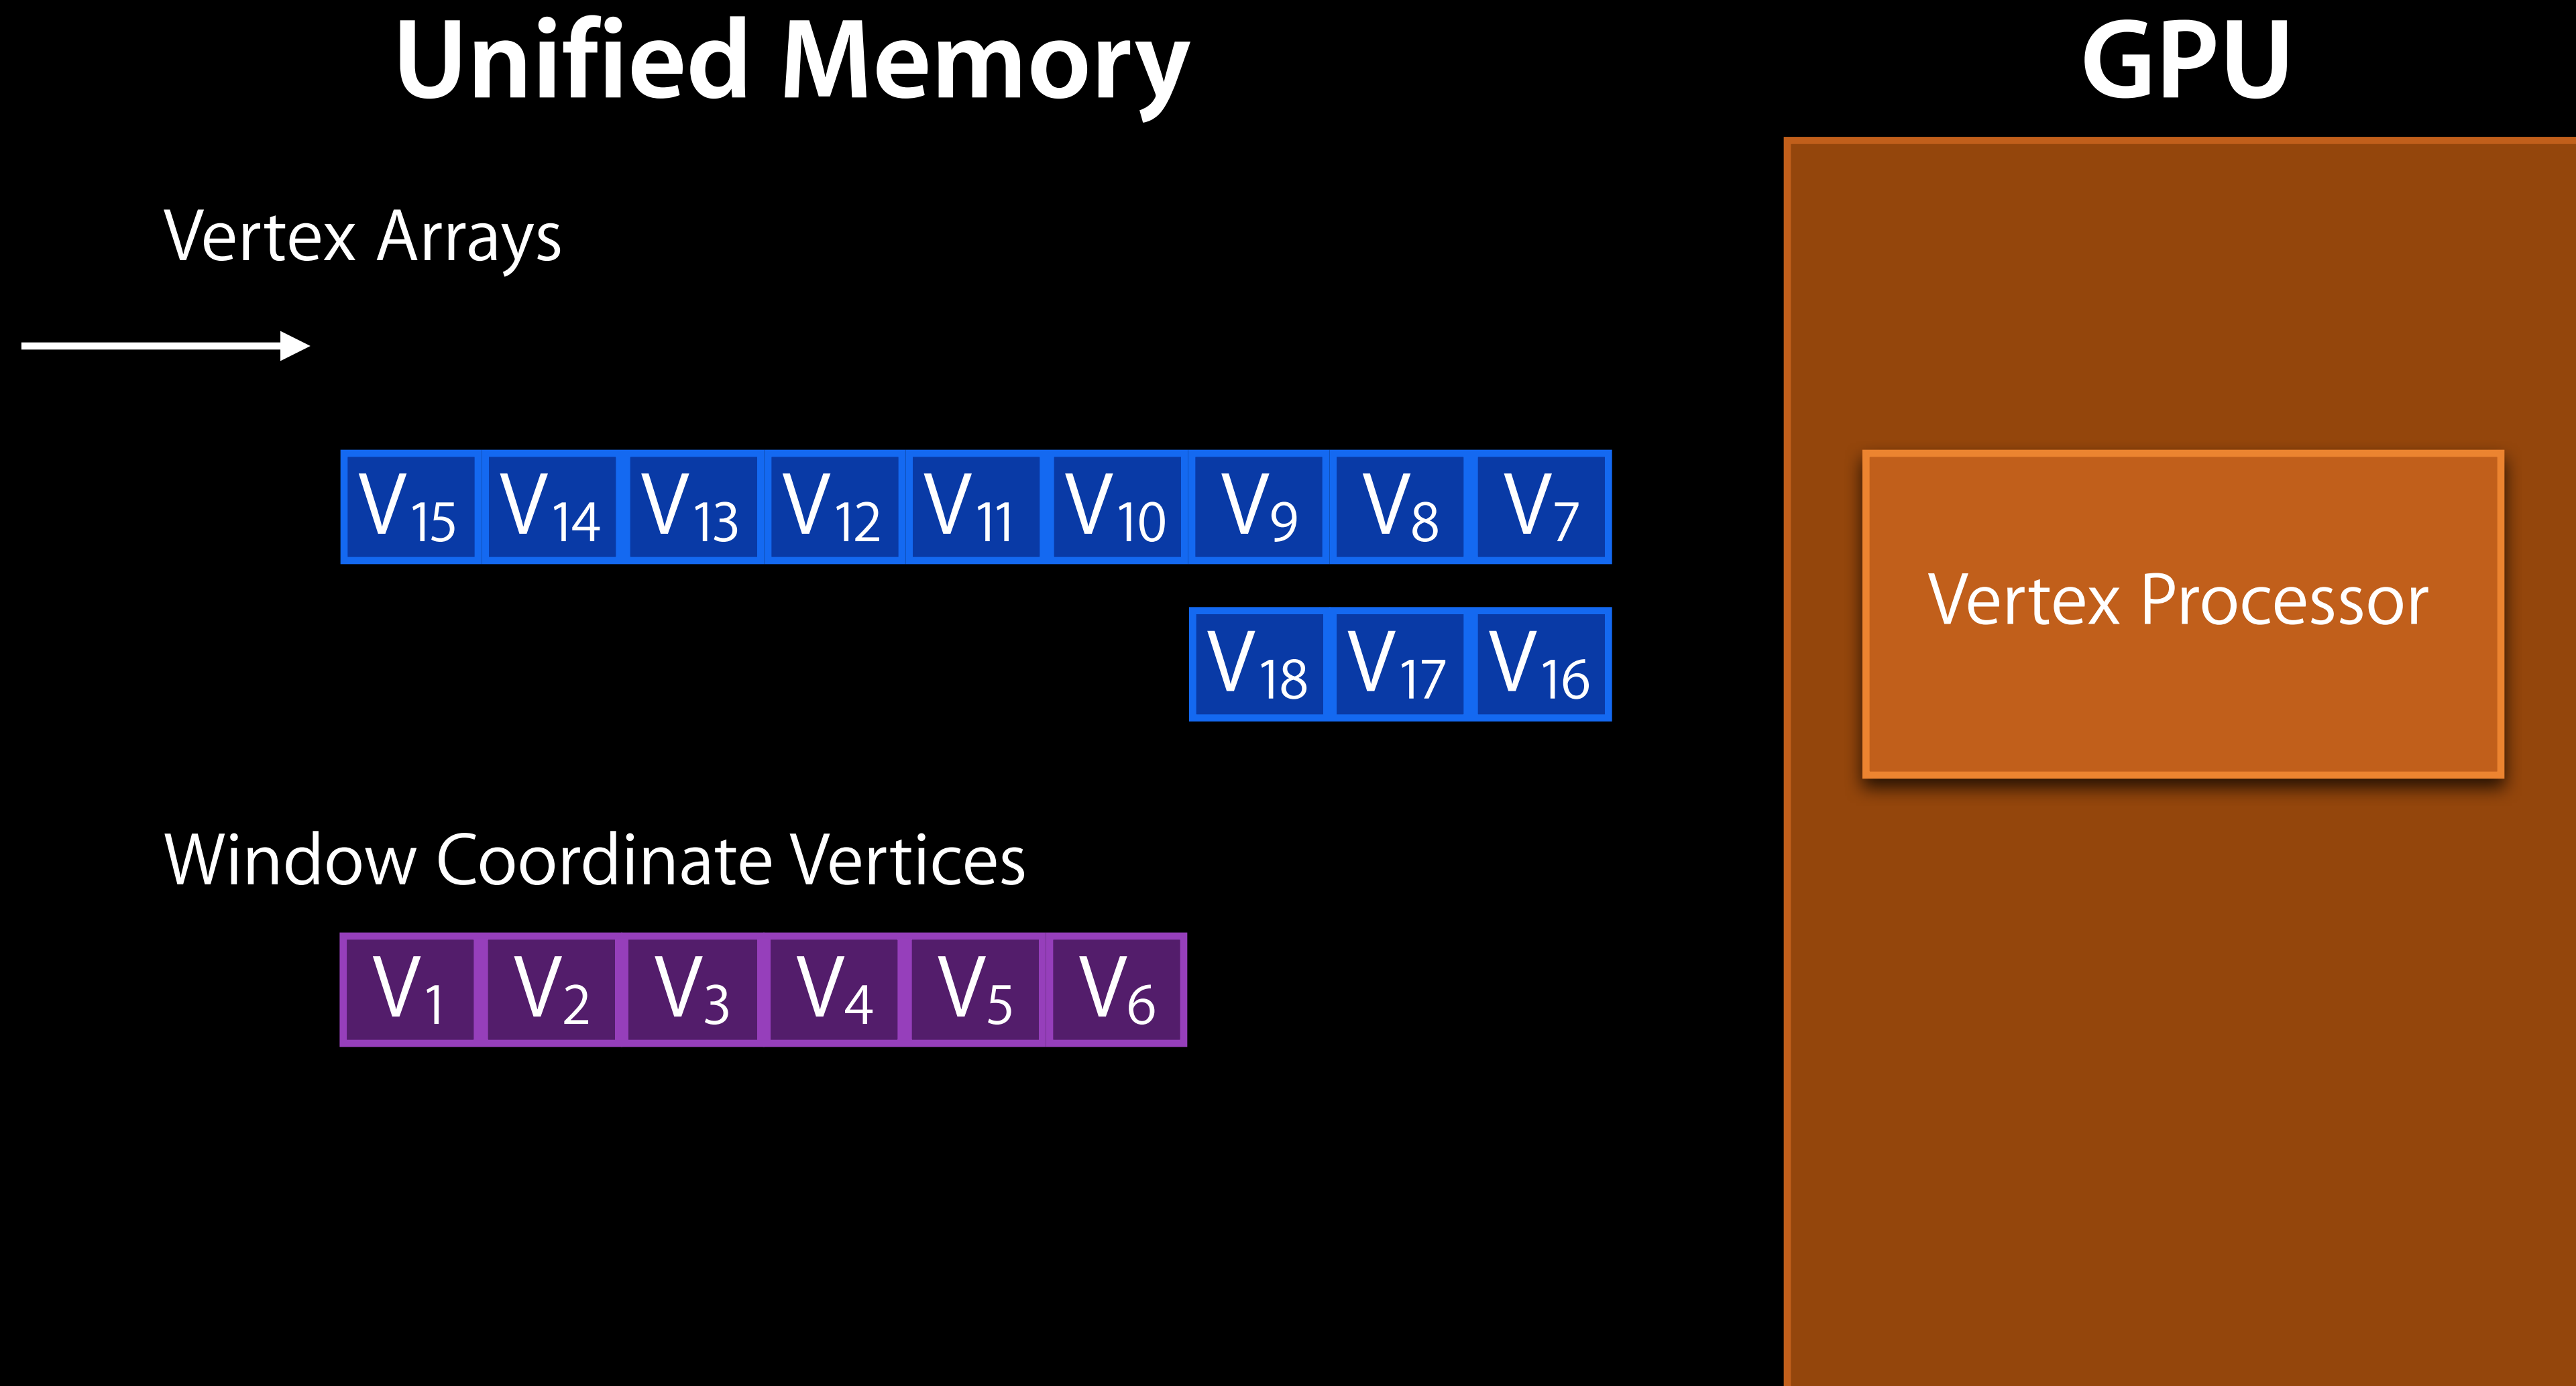 Unified Memory
GPU
Vertex Arrays
V15 V14 V13 V12 V11 V10 V9 V8 V7
V18 V17 V16
Vertex Processor
Window Coordinate Vertices
V1 V2 V3 V4 V5 V6